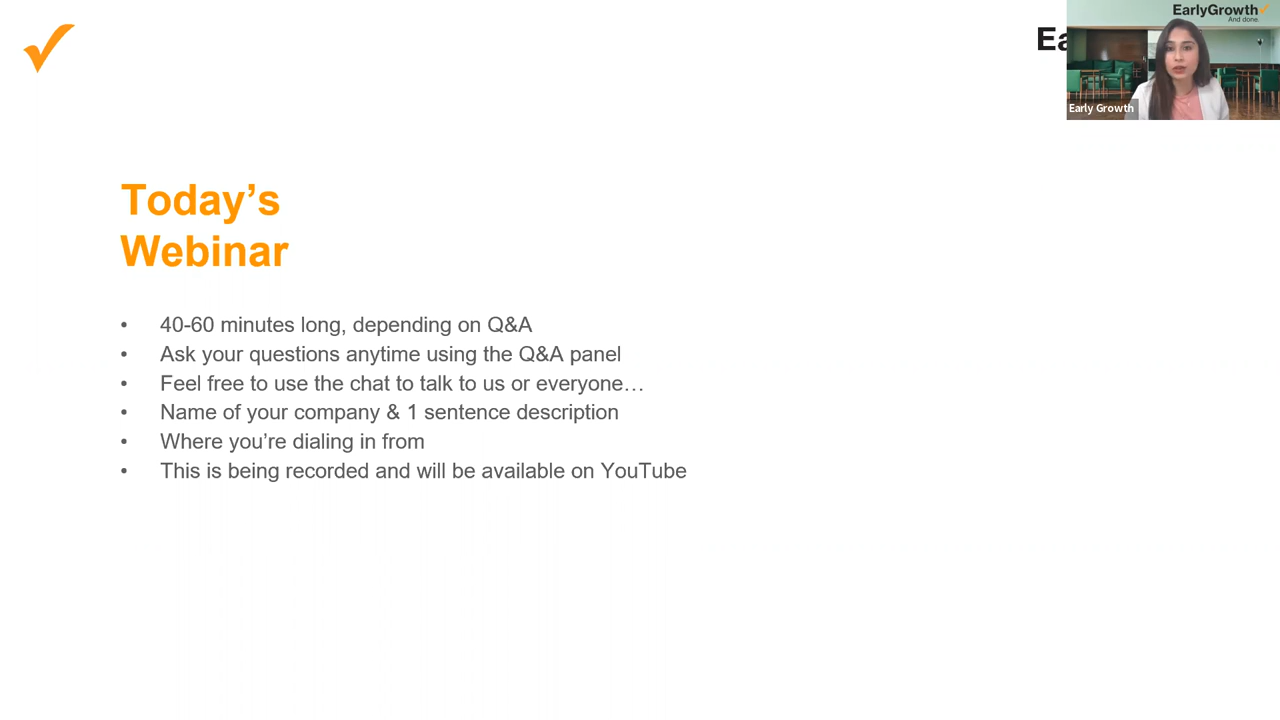 Ea
EarlyGrowth
And done.
Early Growth
Today’s
Webinar
• 40-60 minutes long, depending on Q&A
• Ask your questions anytime using the Q&A panel
• Feel free to use the chat to talk to us or everyone…
• Name of your company & 1 sentence description
• Where you’re dialing in from
• This is being recorded and will be available on YouTube